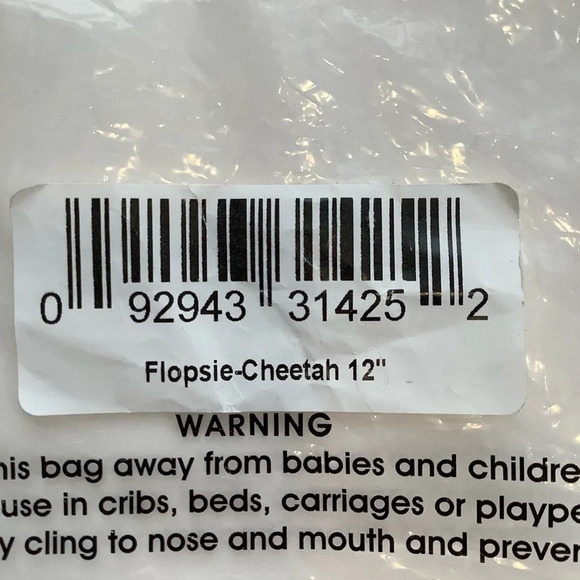 0 92943 31425 2
Flopsie-Cheetah 12"
WARNING
his bag away from babies and childre
use in cribs, beds, carriages or plaype
y cling to nose and mouth and preven